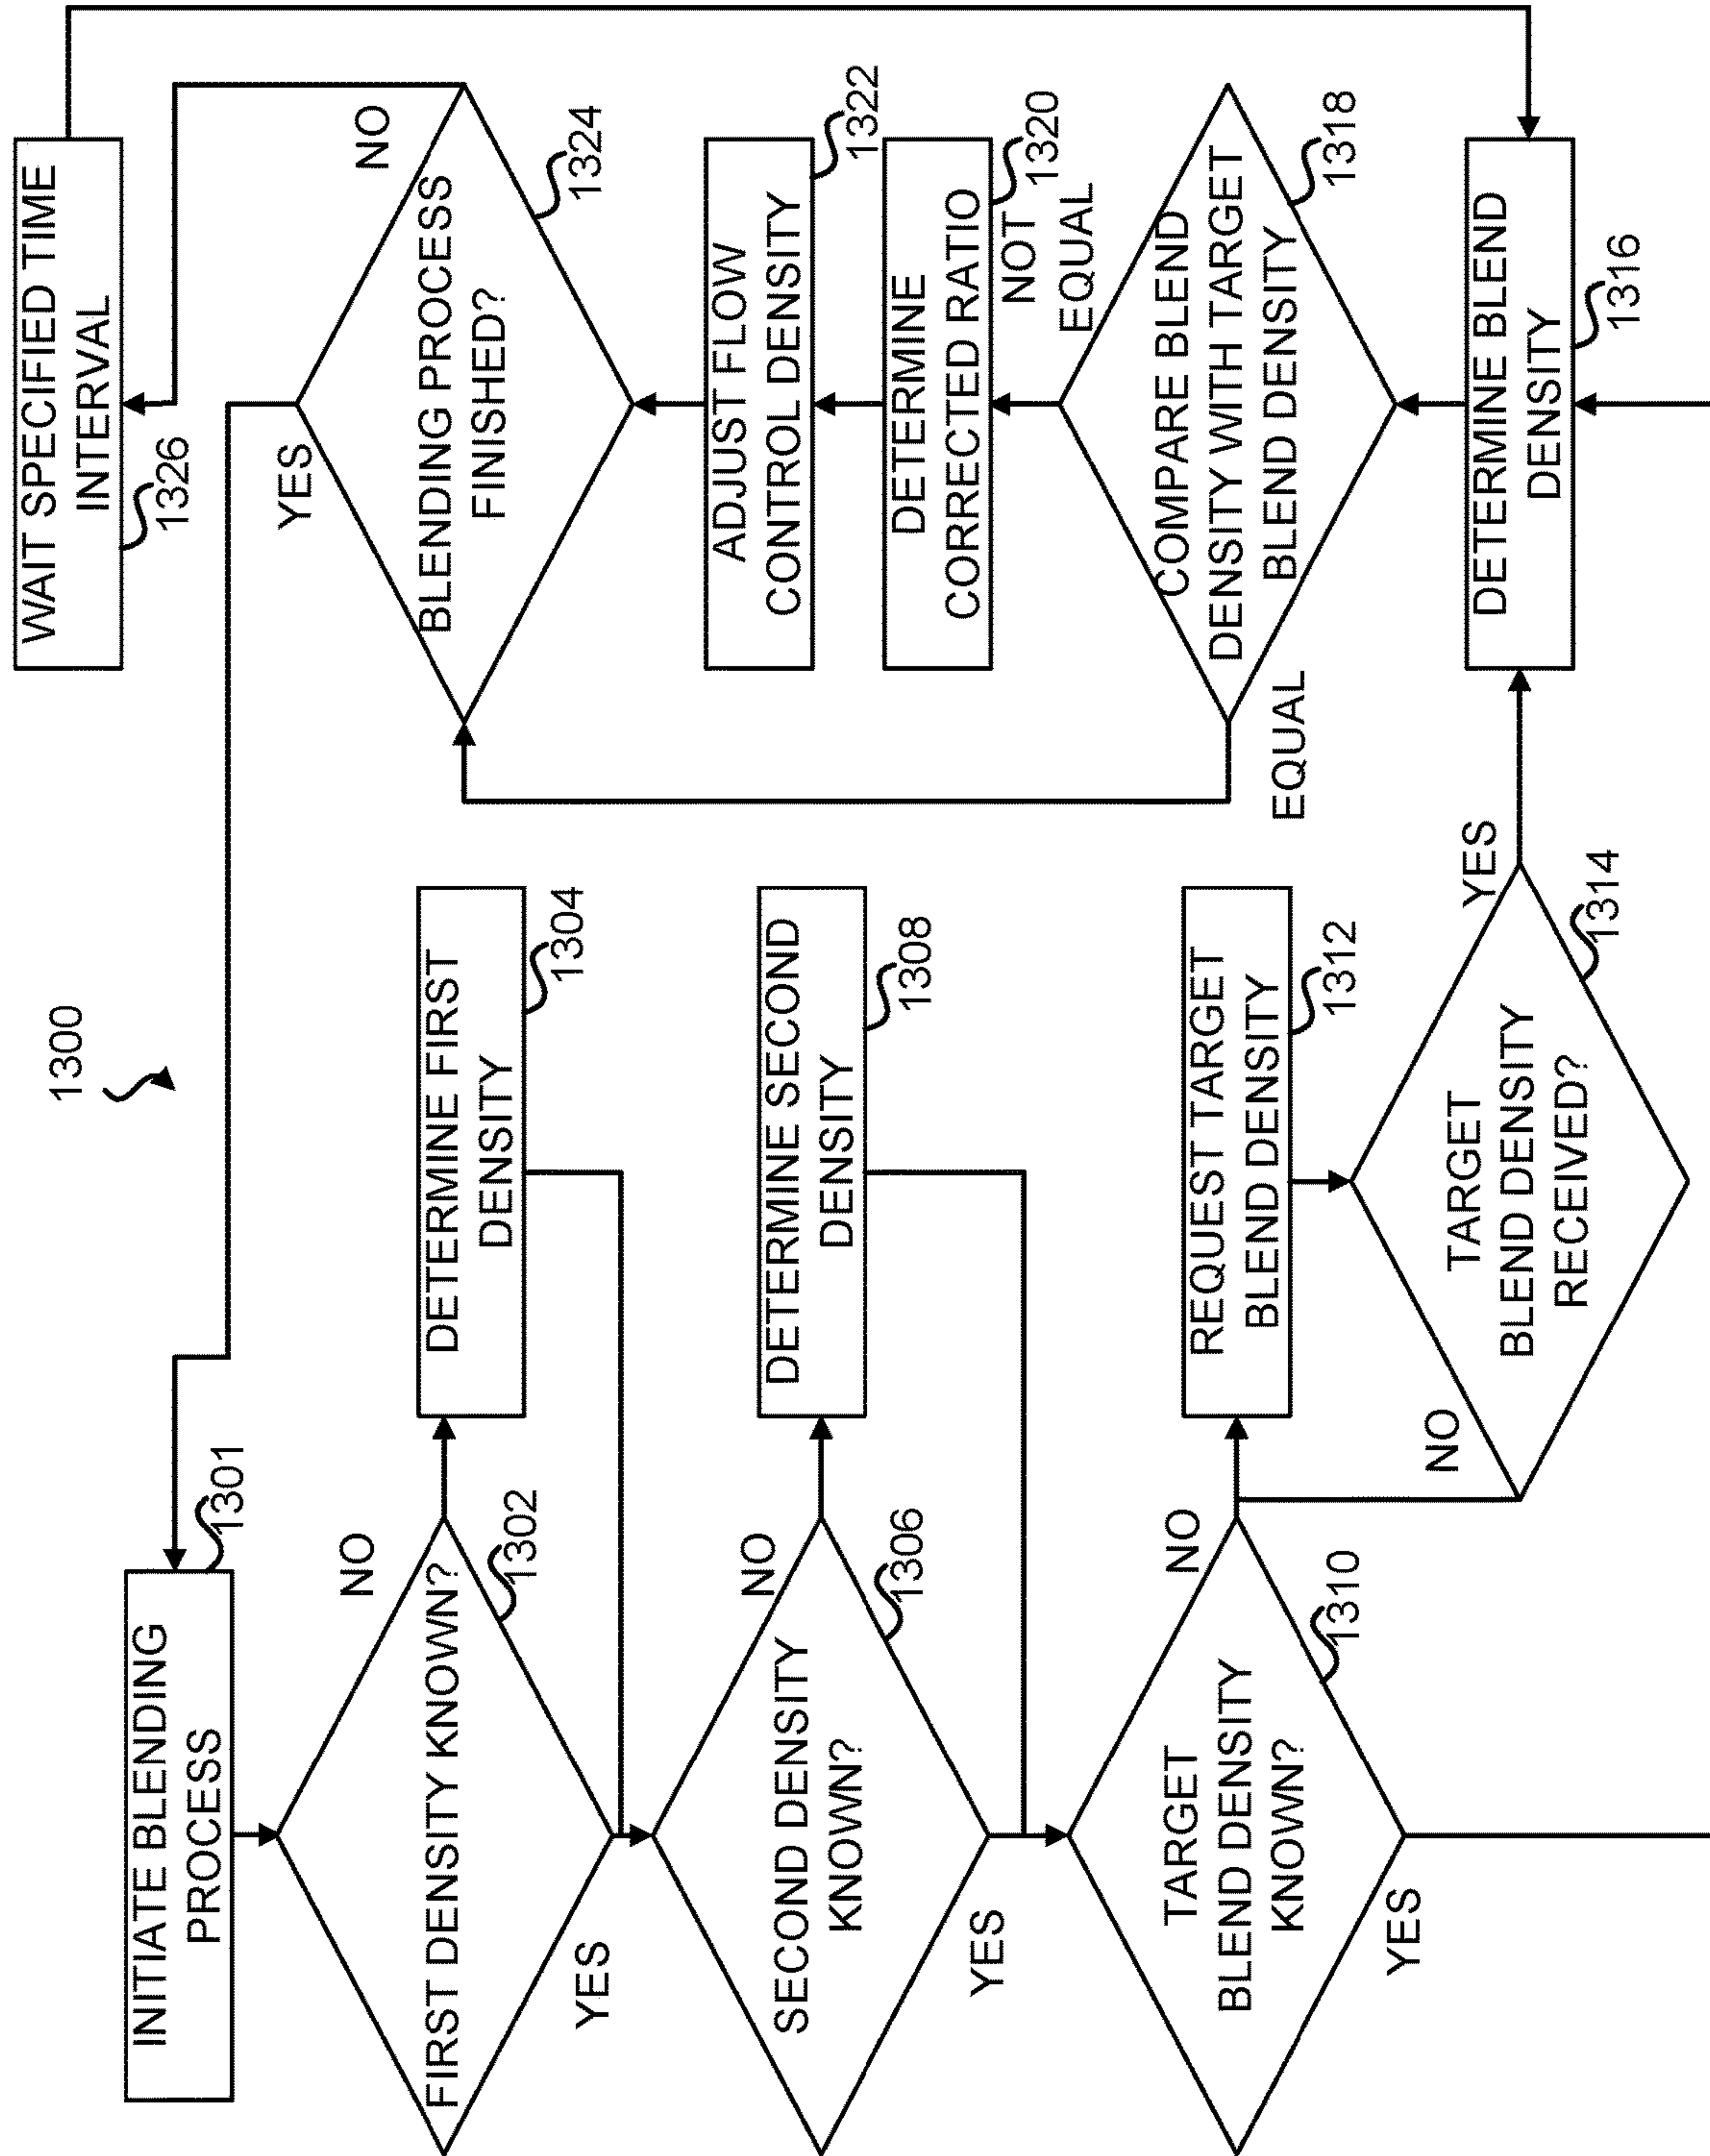 1300
INITIATE BLENDING
PROCESS
1301
FIRST DENSITY KNOWN?
1302
NO
YES
DETERMINE FIRST
DENSITY
1304
SECOND DENSITY
KNOWN?
1306
NO
YES
DETERMINE SECOND
DENSITY
1308
TARGET
BLEND DENSITY
KNOWN?
1310
NO
YES
REQUEST TARGET
BLEND DENSITY
1312
TARGET
BLEND DENSITY
RECEIVED?
1314
NO
YES
DETERMINE BLEND
DENSITY
1316
COMPARE BLEND
DENSITY WITH TARGET
BLEND DENSITY
1318
EQUAL
NOT
EQUAL
DETERMINE
CORRECTED RATIO
1320
ADJUST FLOW
CONTROL DENSITY
1322
BLENDING PROCESS
FINISHED?
1324
YES
NO
WAIT SPECIFIED TIME
INTERVAL
1326